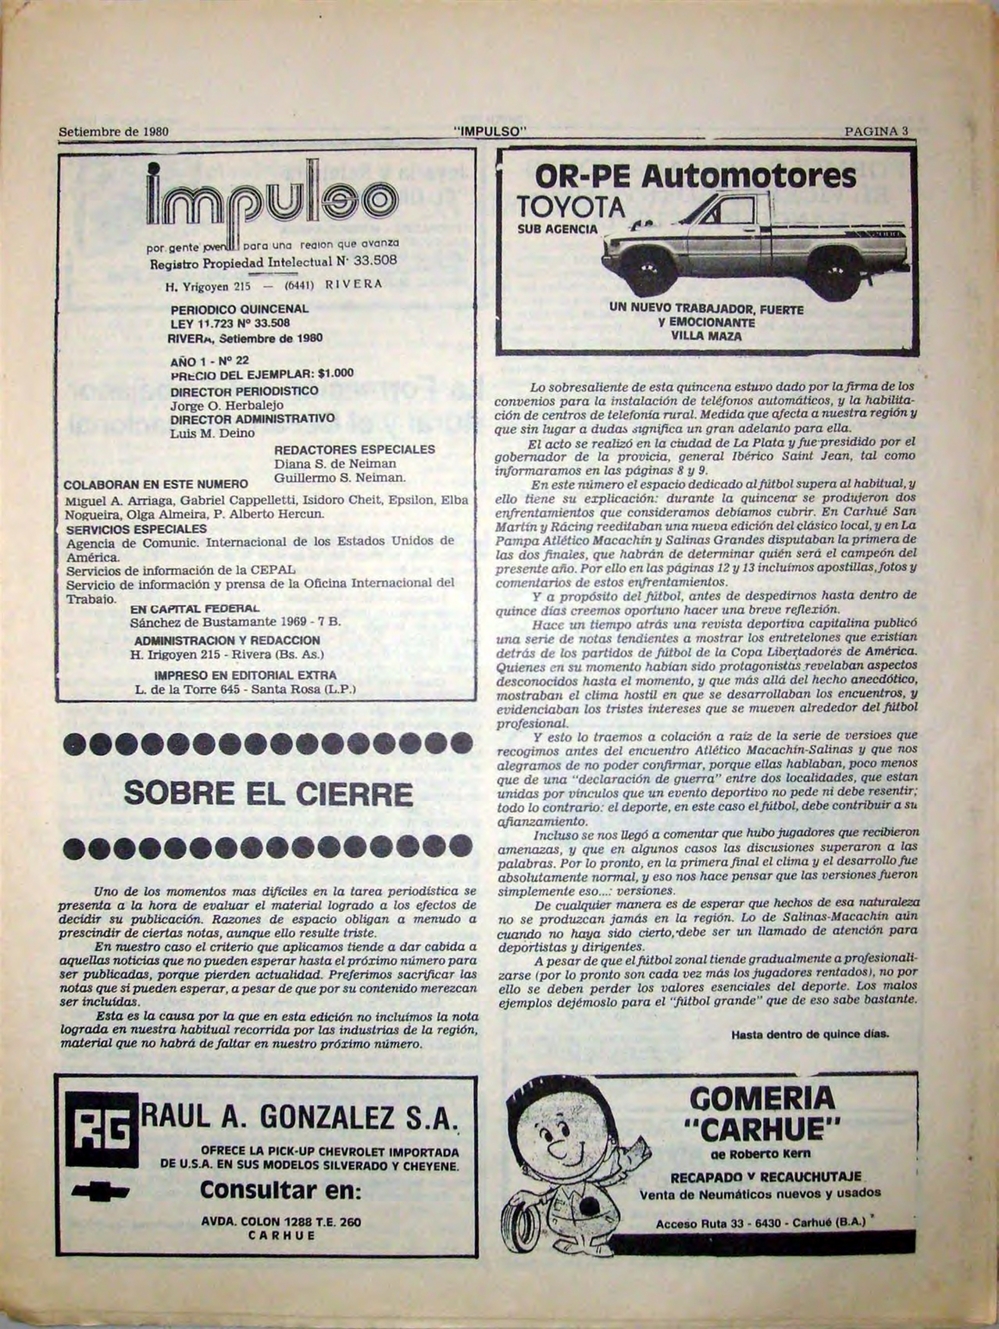 Setiembre de 1980 "IMPULSO" PAGINA 3
impulso
por gente joven para una region que avanza
Registro Propiedad Intelectual N· 33.508
H. Yrigoyen 215 — (6441) RIVERA
PERIODICO QUINCENAL
LEY 11.723 Nº 33.508
RIVERA, Setiembre de 1980
AÑO 1 - Nº 22
PRECIO DEL EJEMPLAR: $1.000
DIRECTOR PERIODISTICO
Jorge O. Herbalejo
DIRECTOR ADMINISTRATIVO
Luis M. Deino
REDACTORES ESPECIALES
Diana S. de Neiman
Guillermo S. Neiman.
COLABORAN EN ESTE NUMERO
Miguel A. Arriaga, Gabriel Cappelletti, Isidoro Cheit, Epsilon, Elba
Nogueira, Olga Almeira, P. Alberto Hercun.
SERVICIOS ESPECIALES
Agencia de Comunic. Internacional de los Estados Unidos de
América.
Servicios de información de la CEPAL
Servicio de información y prensa de la Oficina Internacional del
Trabajo.
EN CAPITAL FEDERAL
Sánchez de Bustamante 1969 - 7 B.
ADMINISTRACION Y REDACCION
H. Irigoyen 215 - Rivera (Bs. As.)
IMPRESO EN EDITORIAL EXTRA
L. de la Torre 645 - Santa Rosa (L.P.)
SOBRE EL CIERRE
Uno de los momentos mas difíciles en la tarea periodística se
presenta a la hora de evaluar el material logrado a los efectos de
decidir su publicación. Razones de espacio obligan a menudo a
prescindir de ciertas notas, aunque ello resulte triste.
En nuestro caso el criterio que aplicamos tiende a dar cabida a
aquellas noticias que no pueden esperar hasta el próximo número para
ser publicadas, porque pierden actualidad. Preferimos sacrificar las
notas que sí pueden esperar, a pesar de que por su contenido merezcan
ser incluídas.
Esta es la causa por la que en esta edición no incluímos la nota
lograda en nuestra habitual recorrida por las industrias de la región,
material que no habrá de faltar en nuestro próximo número.
RG
RAUL A. GONZALEZ S.A.
OFRECE LA PICK-UP CHEVROLET IMPORTADA
DE U.S.A. EN SUS MODELOS SILVERADO Y CHEYENE.
Consultar en:
AVDA. COLON 1288 T.E. 260
CARHUE
OR-PE Automotores
TOYOTA
SUB AGENCIA
UN NUEVO TRABAJADOR, FUERTE
Y EMOCIONANTE
VILLA MAZA
Lo sobresaliente de esta quincena estuvo dado por la firma de los
convenios para la instalación de teléfonos automáticos, y la habilita-
ción de centros de telefonía rural. Medida que afecta a nuestra región y
que sin lugar a dudas significa un gran adelanto para ella.
El acto se realizó en la ciudad de La Plata y fue presidido por el
gobernador de la provicia, general Ibérico Saint Jean, tal como
informaramos en las páginas 8 y 9.
En este número el espacio dedicado al fútbol supera al habitual, y
ello tiene su explicación: durante la quincena se produjeron dos
enfrentamientos que consideramos debíamos cubrir. En Carhué San
Martín y Rácing reeditaban una nueva edición del clásico local, y en La
Pampa Atlético Macachín y Salinas Grandes disputaban la primera de
las dos finales, que habrán de determinar quién será el campeón del
presente año. Por ello en las páginas 12 y 13 incluimos apostillas, fotos y
comentarios de estos enfrentamientos.
Y a propósito del fútbol, antes de despedirnos hasta dentro de
quince días creemos oportuno hacer una breve reflexión.
Hace un tiempo atrás una revista deportiva capitalina publicó
una serie de notas tendientes a mostrar los entretelones que existían
detrás de los partidos de fútbol de la Copa Libertadores de América.
Quienes en su momento habían sido protagonistas revelaban aspectos
desconocidos hasta el momento, y que más allá del hecho anecdótico,
mostraban el clima hostil en que se desarrollaban los encuentros, y
evidenciaban los tristes intereses que se mueven alrededor del fútbol
profesional.
Y esto lo traemos a colación a raíz de la serie de versioes que
recogimos antes del encuentro Atlético Macachín-Salinas y que nos
alegramos de no poder confirmar, porque ellas hablaban, poco menos
que de una "declaración de guerra" entre dos localidades, que estan
unidas por vínculos que un evento deportivo no pede ni debe resentir;
todo lo contrario: el deporte, en este caso el fútbol, debe contribuir a su
afianzamiento.
Incluso se nos llegó a comentar que hubo jugadores que recibieron
amenazas, y que en algunos casos las discusiones superaron a las
palabras. Por lo pronto, en la primera final el clima y el desarrollo fue
absolutamente normal, y eso nos hace pensar que las versiones fueron
simplemente eso...: versiones.
De cualquier manera es de esperar que hechos de esa naturaleza
no se produzcan jamás en la región. Lo de Salinas-Macachín aún
cuando no haya sido cierto, debe ser un llamado de atención para
deportistas y dirigentes.
A pesar de que el fútbol zonal tiende gradualmente a profesionali-
zarse (por lo pronto son cada vez más los jugadores rentados), no por
ello se deben perder los valores esenciales del deporte. Los malos
ejemplos dejémoslo para el "fútbol grande" que de eso sabe bastante.
Hasta dentro de quince días.
GOMERIA
"CARHUE"
de Roberto Kern
RECAPADO Y RECAUCHUTAJE
Venta de Neumáticos nuevos y usados
Acceso Ruta 33 - 6430 - Carhué (B.A.)